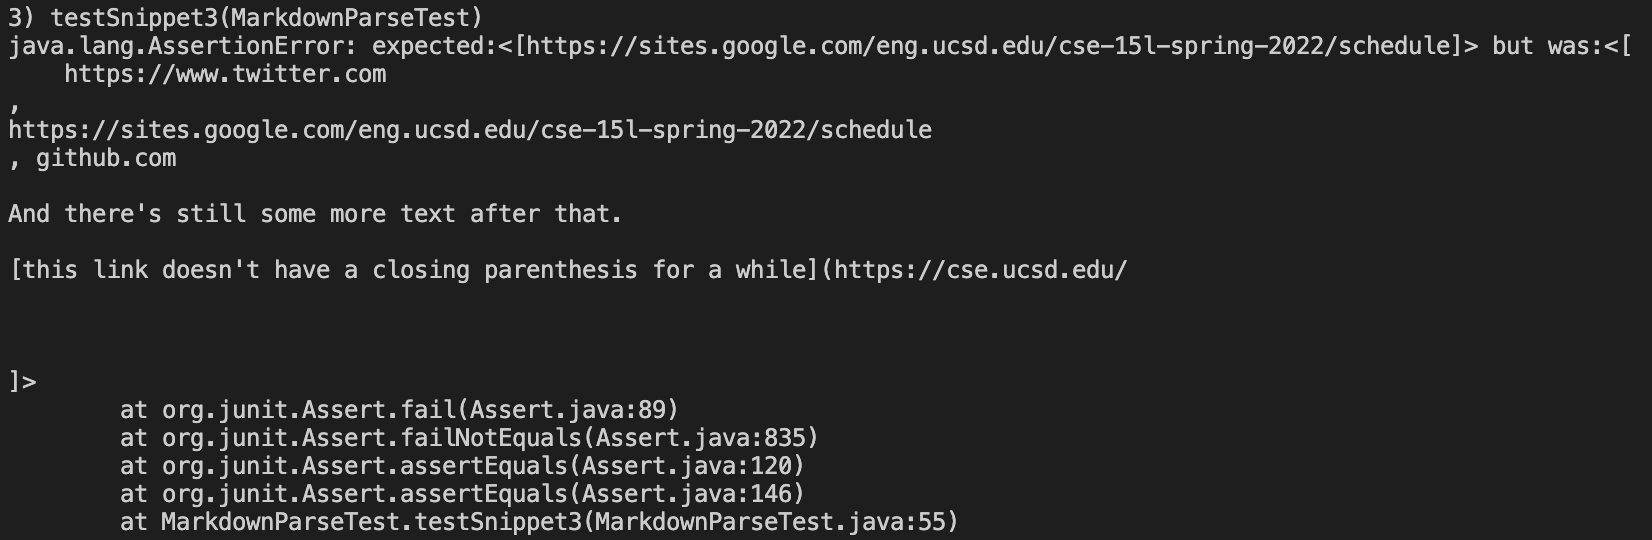 3) testSnippet3(MarkdownParseTest)
java.lang.AssertionError: expected:<[https://sites.google.com/eng.ucsd.edu/cse-15l-spring-2022/schedule]> but was:<[
    https://www.twitter.com
,
https://sites.google.com/eng.ucsd.edu/cse-15l-spring-2022/schedule
, github.com

And there's still some more text after that.

[this link doesn't have a closing parenthesis for a while](https://cse.ucsd.edu/



]>
        at org.junit.Assert.fail(Assert.java:89)
        at org.junit.Assert.failNotEquals(Assert.java:835)
        at org.junit.Assert.assertEquals(Assert.java:120)
        at org.junit.Assert.assertEquals(Assert.java:146)
        at MarkdownParseTest.testSnippet3(MarkdownParseTest.java:55)